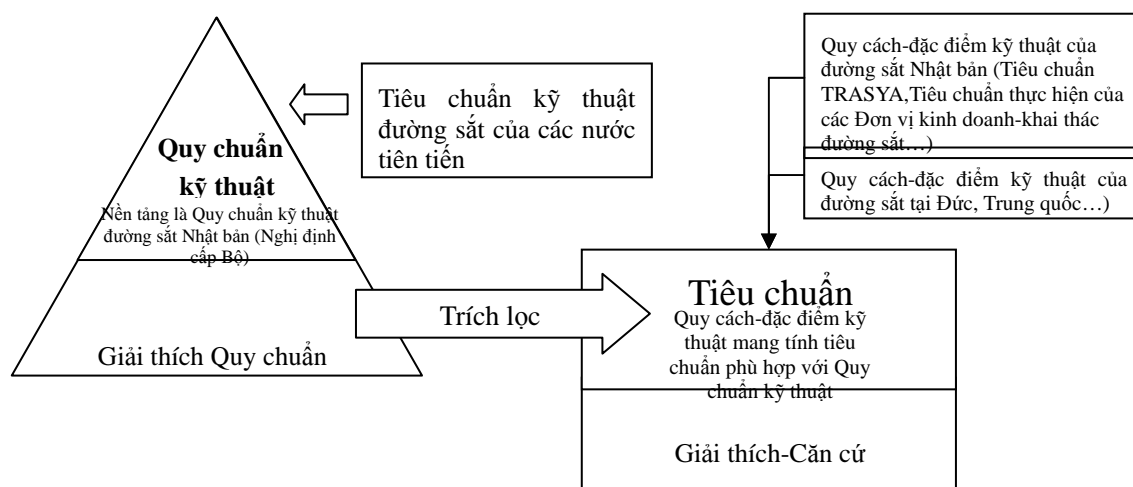 Quy chuẩn
kỹ thuật
Nền tảng là Quy chuẩn kỹ thuật
đường sắt Nhật bản (Nghị định
cấp Bộ)
Giải thích Quy chuẩn
Tiêu chuẩn kỹ thuật
đường sắt của các nước
tiên tiến
Trích lọc
Quy cách-đặc điểm kỹ thuật của
đường sắt Nhật bản (Tiêu chuẩn
TRASYA,Tiêu chuẩn thực hiện của
các Đơn vị kinh doanh-khai thác
đường sắt…)
Quy cách-đặc điểm kỹ thuật của
đường sắt tại Đức, Trung quốc…)
Tiêu chuẩn
Quy cách-đặc điểm kỹ
thuật mang tính tiêu
chuẩn phù hợp với Quy
chuẩn kỹ thuật
Giải thích-Căn cứ